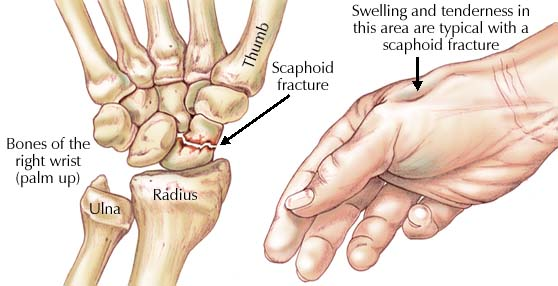 Thumb
Scaphoid
fracture
Bones of the
right wrist
(palm up)
Ulna
Radius
Swelling and tenderness in
this area are typical with a
scaphoid fracture